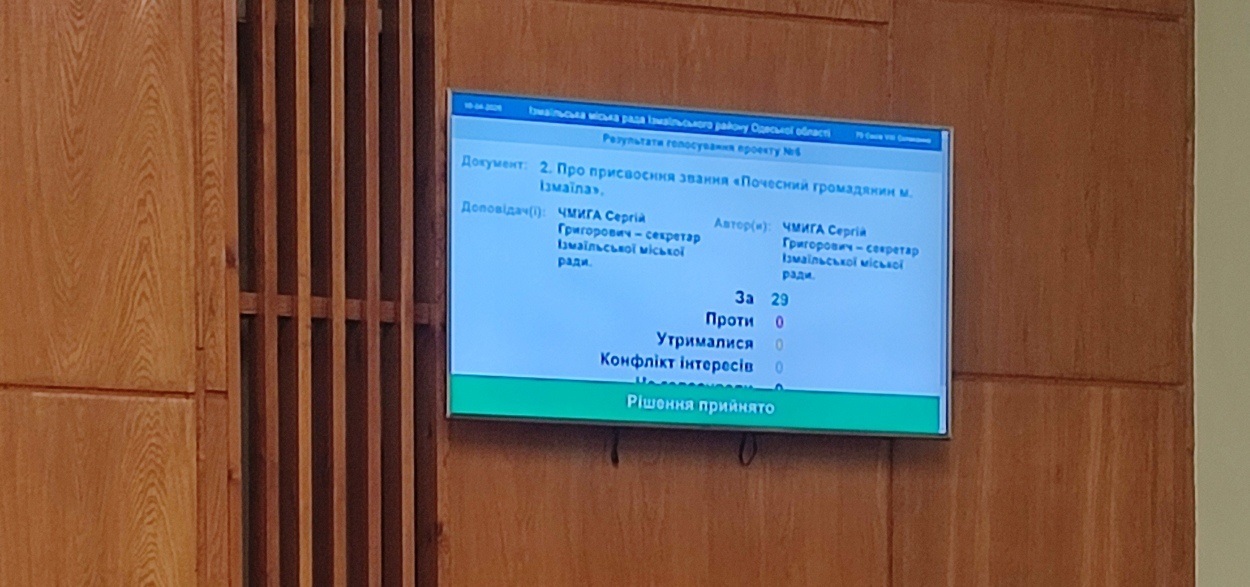 Ізмаїльська міська рада Ізмаїльського району Одеської області
Результати голосування проекту №6
Документ: 2. Про присвоєння звання «Почесний громадянин м.
Ізмаїла».
Доповідач(і): ЧМИГА Сергій
Григорович – секретар
Ізмаїльської міської
ради.
Автор(и): ЧМИГА Сергій
Григорович – секретар
Ізмаїльської міської
ради.
За 29
Проти 0
Утрималися 0
Конфлікт інтересів 0
Рішення прийнято